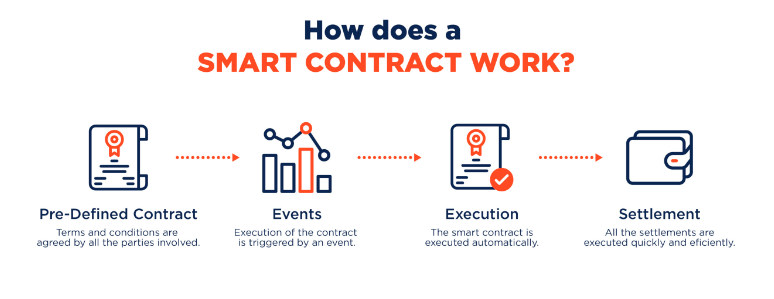 How does a
SMART CONTRACT WORK?
Pre-Defined Contract
Terms and conditions are
agreed by all the parties involved.
Events
Execution of the contract
is triggered by an event.
Execution
The smart contract is
executed automatically.
Settlement
All the settlements are
executed quickly and eficiently.